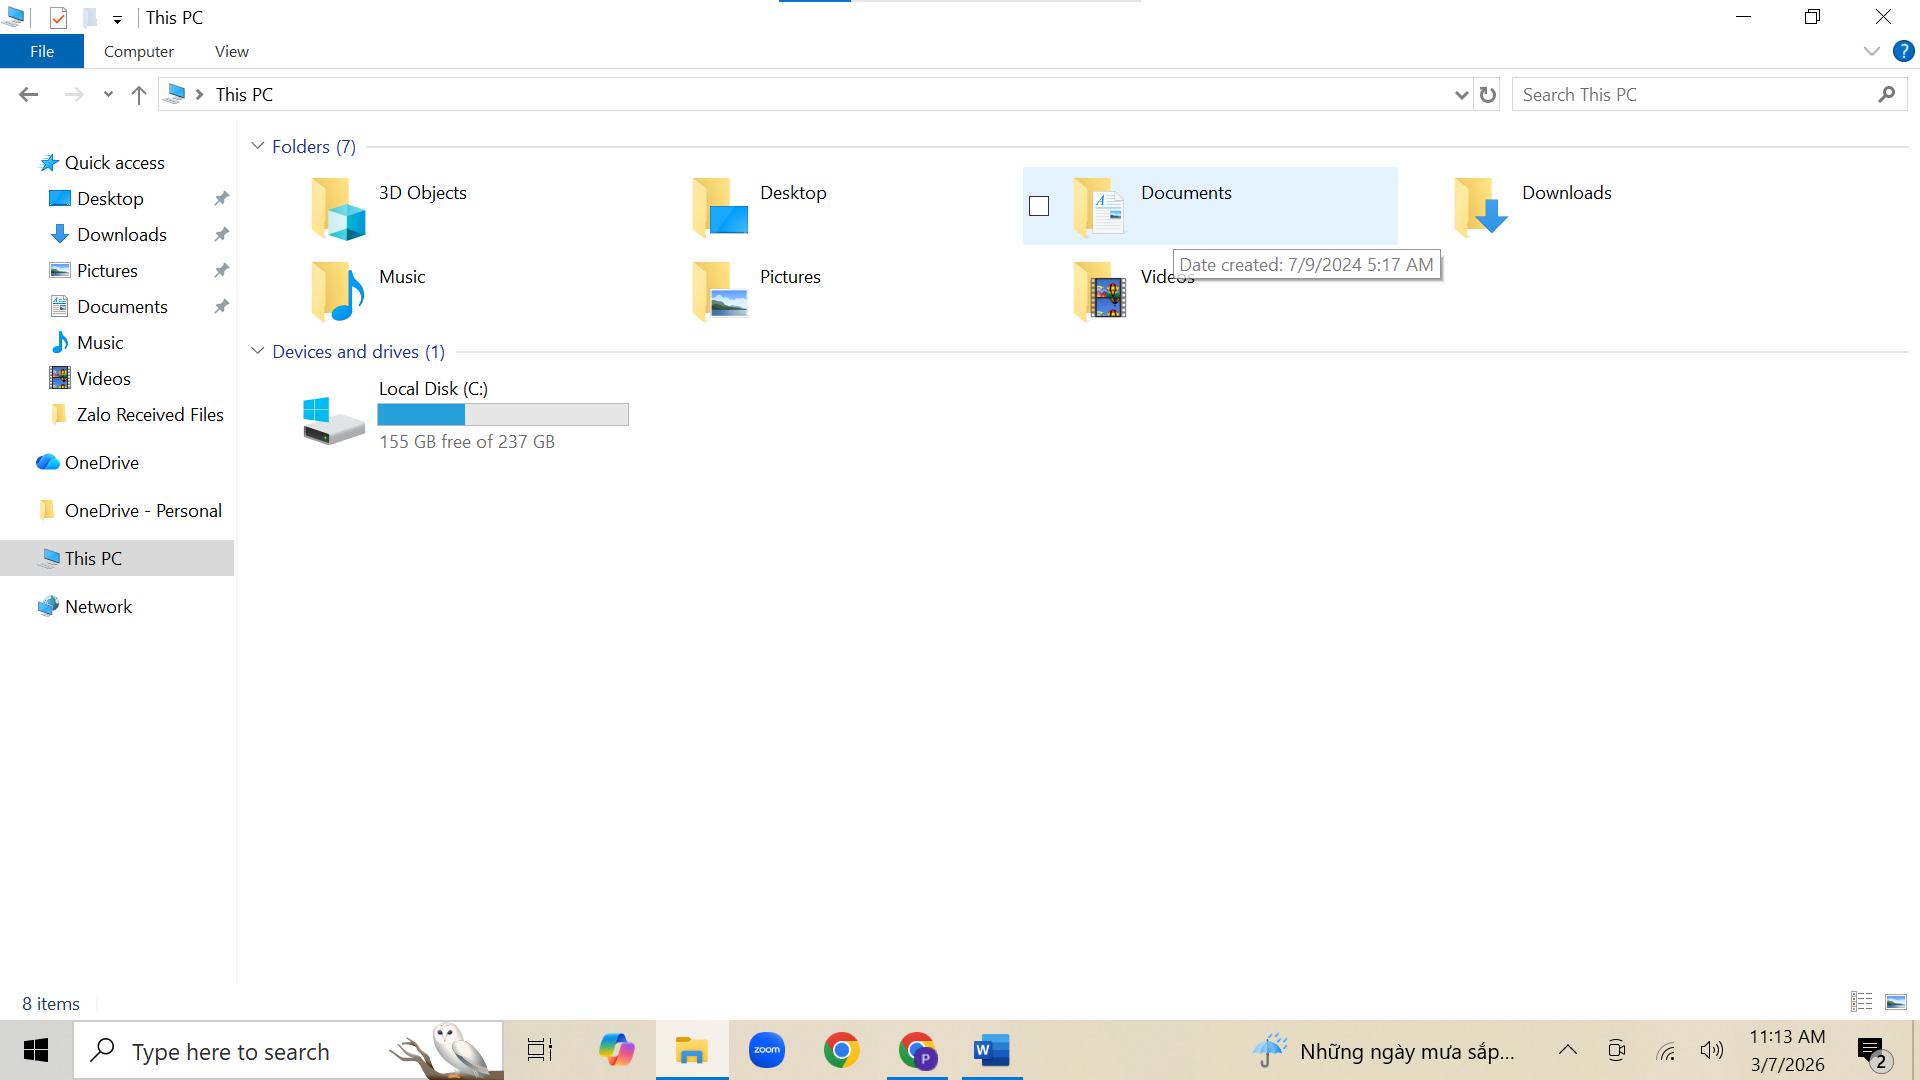 This PC
File
Computer
View
?
This PC
Search This PC
Quick access
Desktop
Downloads
Pictures
Documents
Music
Videos
Zalo Received Files
OneDrive
OneDrive - Personal
This PC
Network
Folders (7)
3D Objects
Desktop
A
Documents
Downloads
Music
Pictures
Videos
Date created: 7/9/2024 5:17 AM
Devices and drives (1)
Local Disk (C:)
155 GB free of 237 GB
8 items
Type here to search
zoom
P
W
Những ngày mưa sắp...
11:13 AM
3/7/2026
2